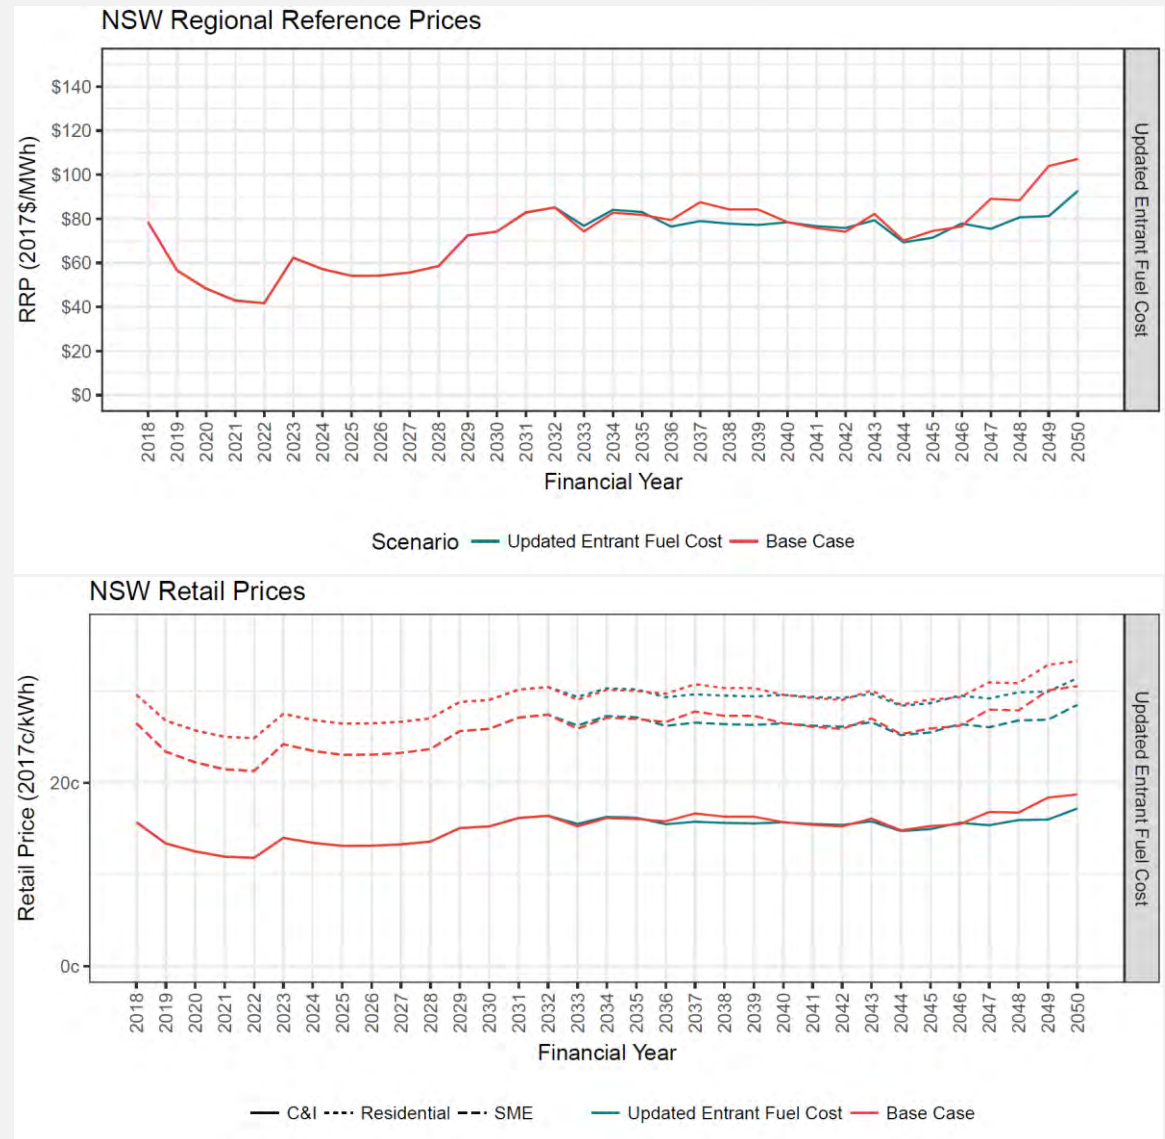 NSW Regional Reference Prices
RRP (2017$/MWh)
$140
$120
$100
$80
$60
$40
$20
$0
2018 2019 2020 2021 2022 2023 2024 2025 2026 2027 2028 2029 2030 2031 2032 2033 2034 2035 2036 2037 2038 2039 2040 2041 2042 2043 2044 2045 2046 2047 2048 2049 2050
Financial Year
Updated Entrant Fuel Cost
Scenario Updated Entrant Fuel Cost Base Case
NSW Retail Prices
Retail Price (2017c/kWh)
20c
0c
2018 2019 2020 2021 2022 2023 2024 2025 2026 2027 2028 2029 2030 2031 2032 2033 2034 2035 2036 2037 2038 2039 2040 2041 2042 2043 2044 2045 2046 2047 2048 2049 2050
Financial Year
Updated Entrant Fuel Cost
C&I Residential SME Updated Entrant Fuel Cost Base Case